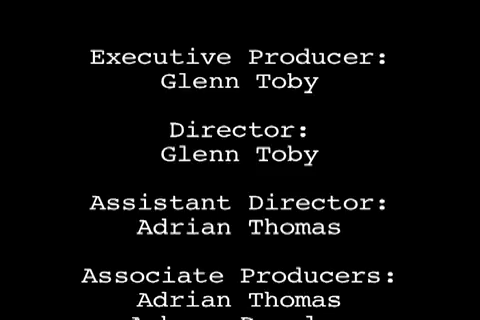 Executive Producer:
Glenn Toby
Director:
Glenn Toby
Assistant Director:
Adrian Thomas
Associate Producers:
Adrian Thomas